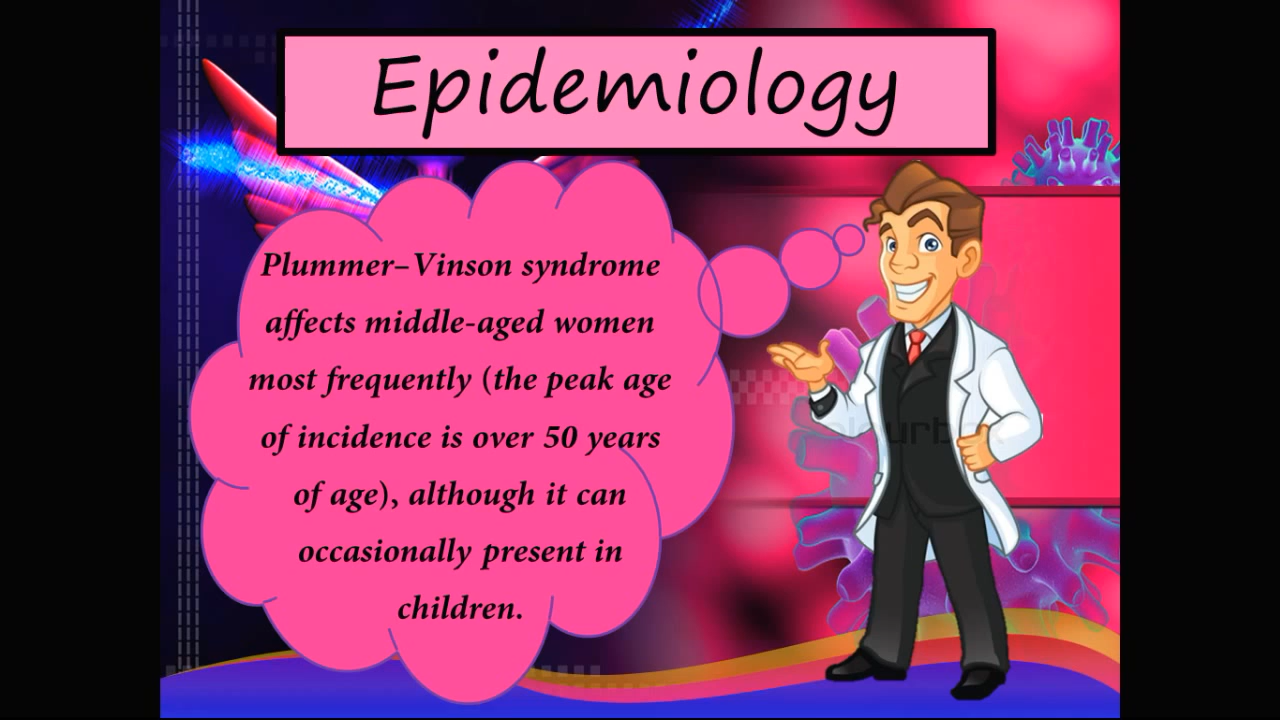 Epidemiology
Plummer–Vinson syndrome
affects middle-aged women
most frequently (the peak age
of incidence is over 50 years
of age), although it can
occasionally present in
children.